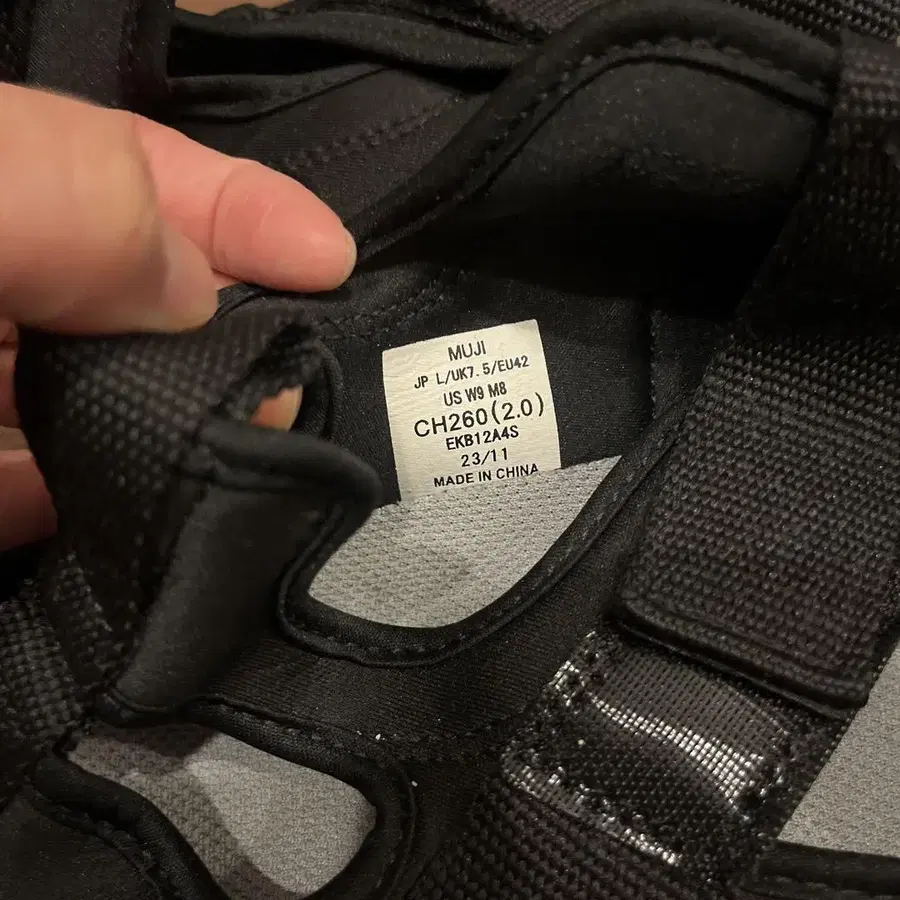 MUJI
JP L/UK7.5/EU42
US W9 M8
CH260(2.0)
EKB12A4S
23/11
MADE IN CHINA